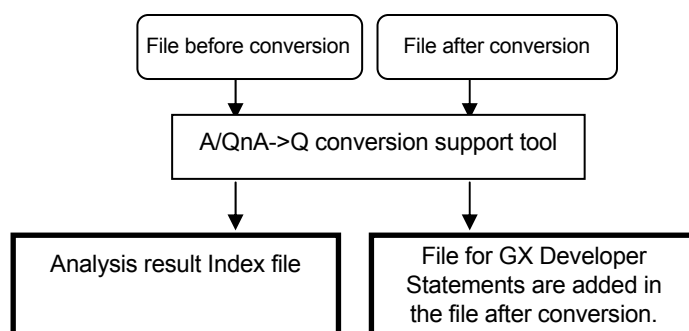 File before conversion
File after conversion
A/QnA->Q conversion support tool
Analysis result Index file
File for GX Developer
Statements are added in
the file after conversion.